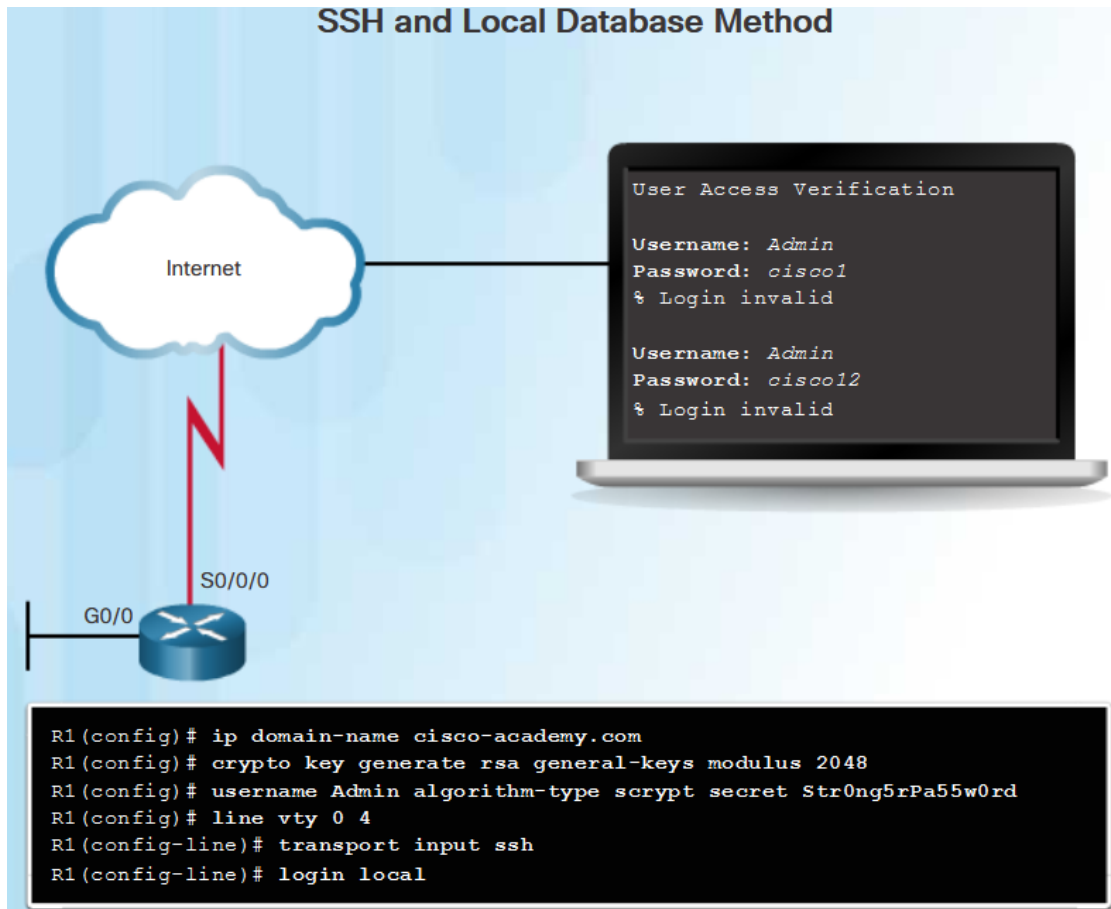 SSH and Local Database Method
User Access Verification
Username: Admin
Password: cisco1
% Login invalid
Username: Admin
Password: cisco12
% Login invalid
Internet
S0/0/0
G0/0
R1(config)# ip domain-name cisco-academy.com
R1(config)# crypto key generate rsa general-keys modulus 2048
R1(config)# username Admin algorithm-type scrypt secret Str0ng5rPa55w0rd
R1(config)# line vty 0 4
R1(config-line)# transport input ssh
R1(config-line)# login local